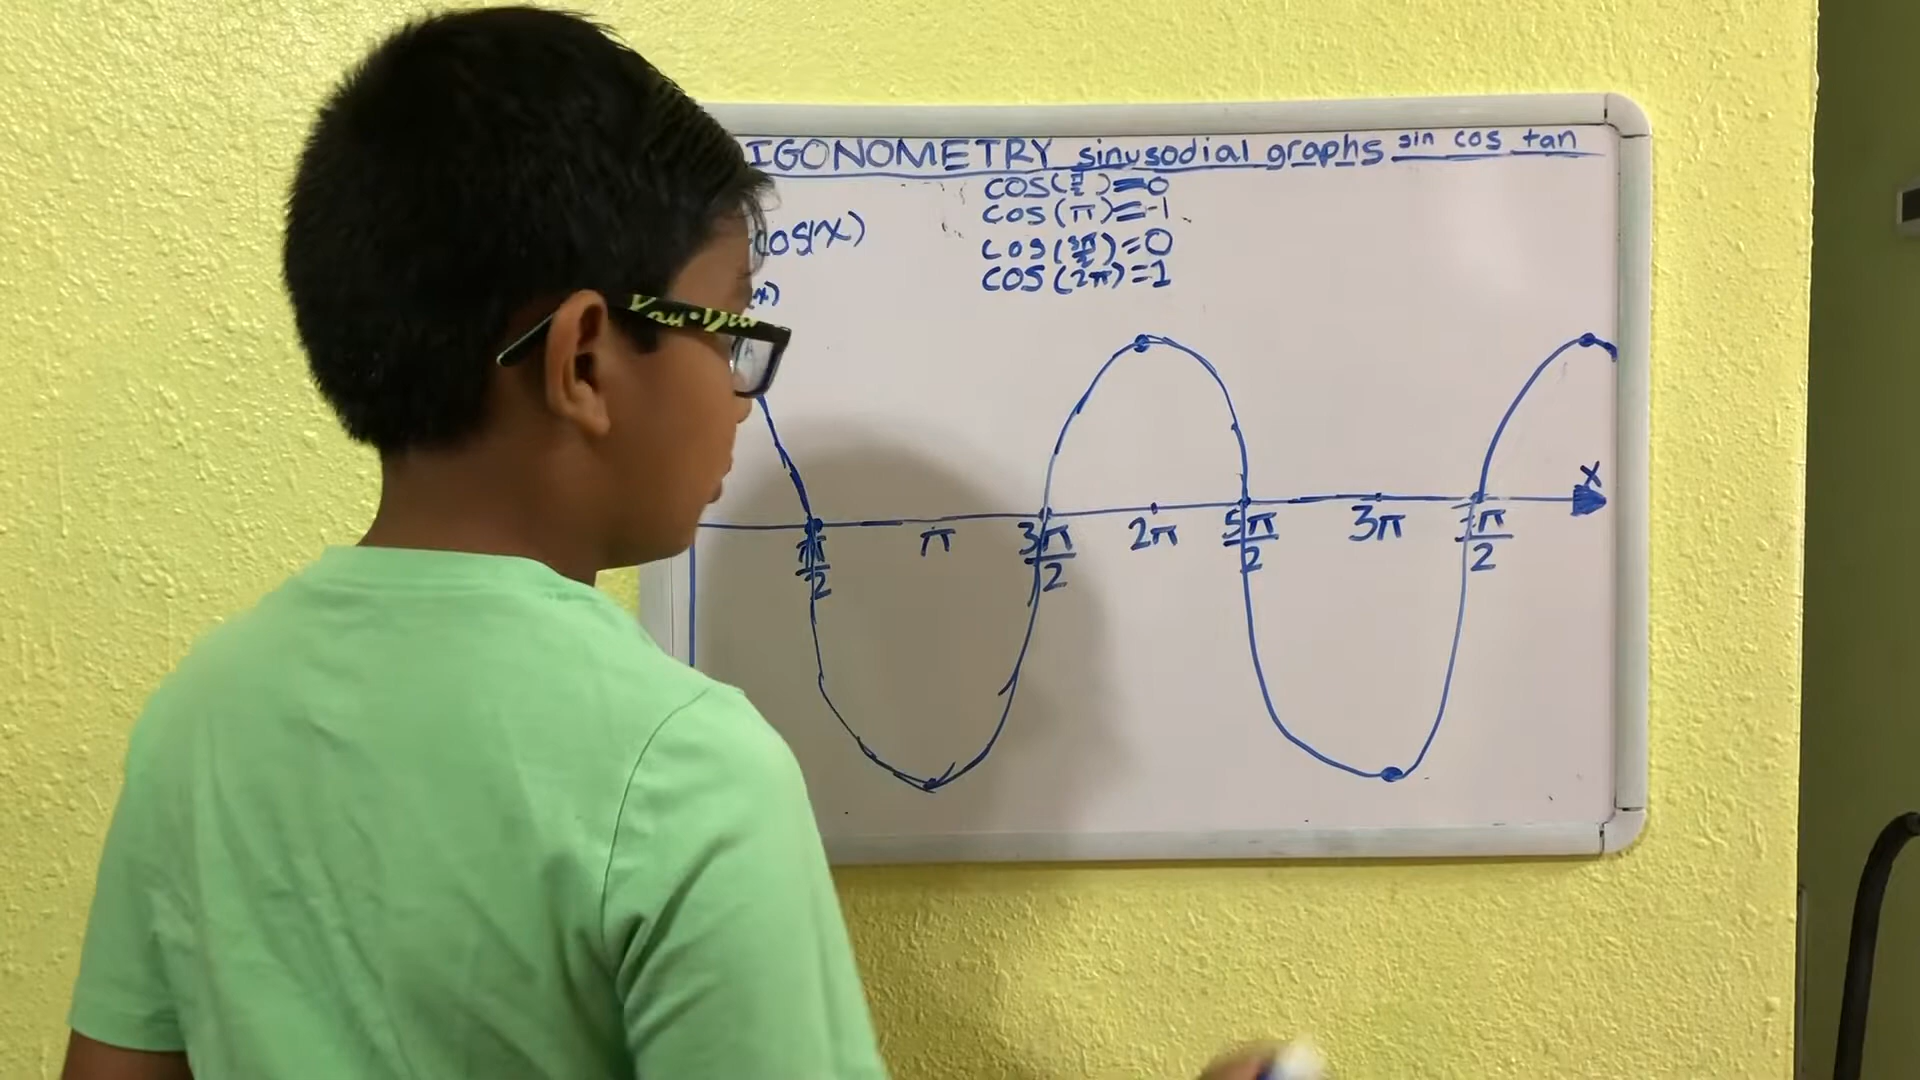 IGONOMETRY sinusodial graphs sin cos tan
cos(π/2)=0
cos(π)=-1
cos(x)
cos(3π/2)=0
cos(2π)=1
(x)
x
π/2 π 3π/2 2π 5π/2 3π 7π/2